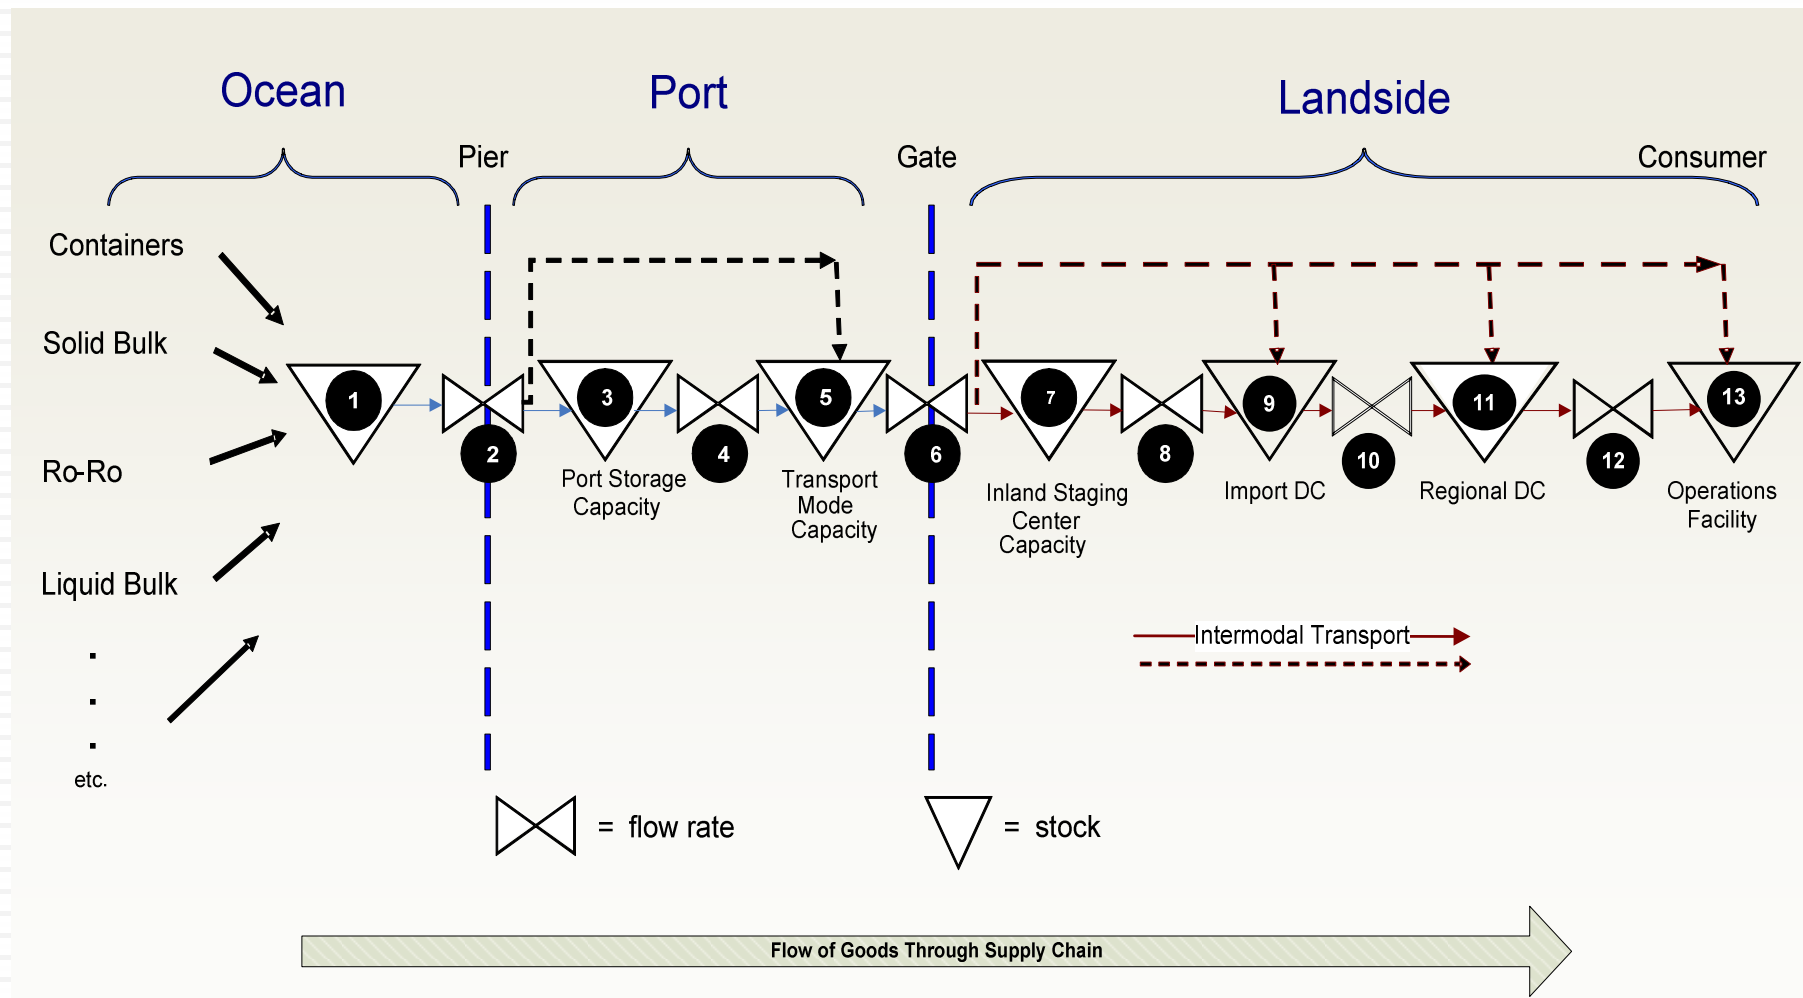 Ocean
Port
Landside
Pier
Gate
Consumer
Containers
Solid Bulk
Ro-Ro
Liquid Bulk
.
.
.
etc.
1
2
3
4
5
6
7
8
9
10
11
12
13
Port Storage
Capacity
Transport
Mode
Capacity
Inland Staging
Center
Capacity
Import DC
Regional DC
Operations
Facility
Intermodal Transport
= flow rate
= stock
Flow of Goods Through Supply Chain